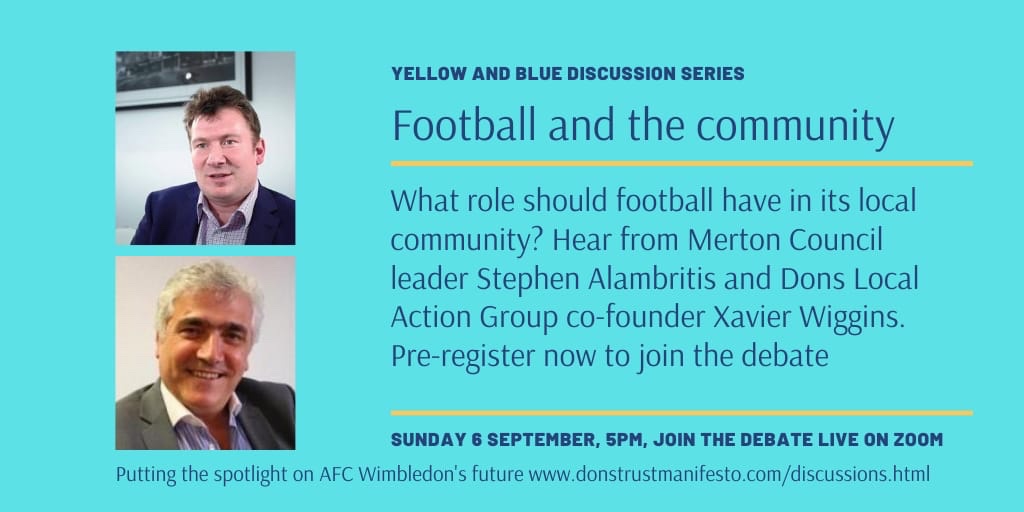 YELLOW AND BLUE DISCUSSION SERIES
Football and the community
What role should football have in its local
community? Hear from Merton Council
leader Stephen Alambritis and Dons Local
Action Group co-founder Xavier Wiggins.
Pre-register now to join the debate
SUNDAY 6 SEPTEMBER, 5PM, JOIN THE DEBATE LIVE ON ZOOM
Putting the spotlight on AFC Wimbledon's future www.donstrustmanifesto.com/discussions.html